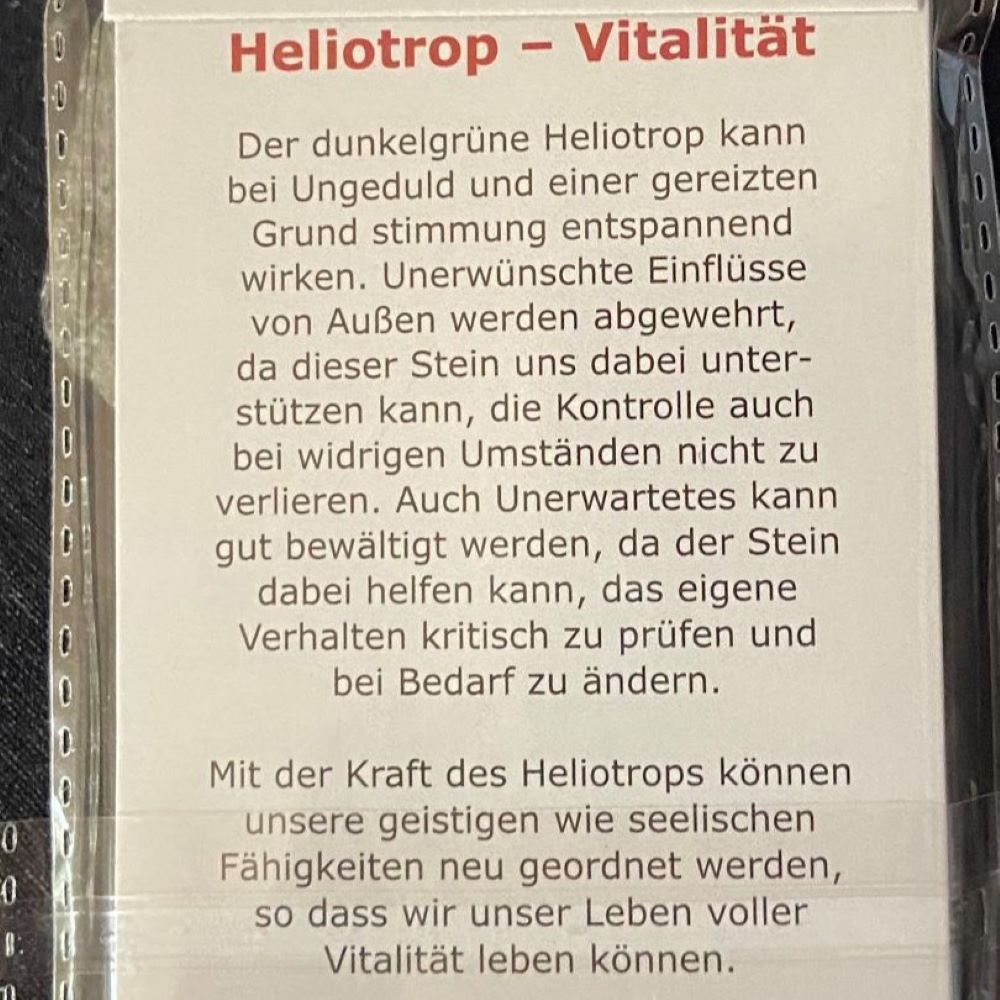 Heliotrop – Vitalität
Der dunkelgrüne Heliotrop kann
bei Ungeduld und einer gereizten
Grund stimmung entspannend
wirken. Unerwünschte Einflüsse
von Außen werden abgewehrt,
da dieser Stein uns dabei unter-
stützen kann, die Kontrolle auch
bei widrigen Umständen nicht zu
verlieren. Auch Unerwartetes kann
gut bewältigt werden, da der Stein
dabei helfen kann, das eigene
Verhalten kritisch zu prüfen und
bei Bedarf zu ändern.
Mit der Kraft des Heliotrops können
unsere geistigen wie seelischen
Fähigkeiten neu geordnet werden,
so dass wir unser Leben voller
Vitalität leben können.